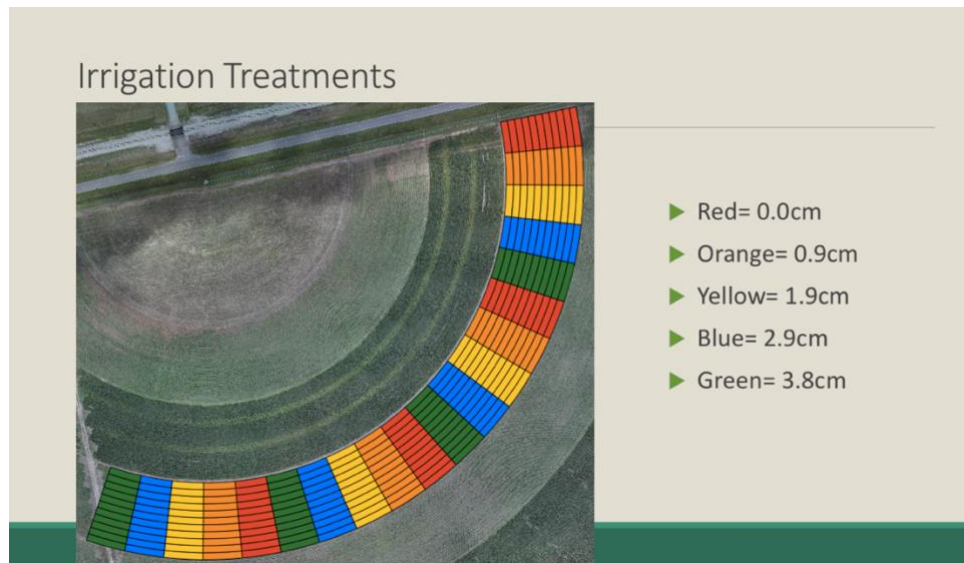 Irrigation Treatments
Red= 0.0cm
Orange= 0.9cm
Yellow= 1.9cm
Blue= 2.9cm
Green= 3.8cm